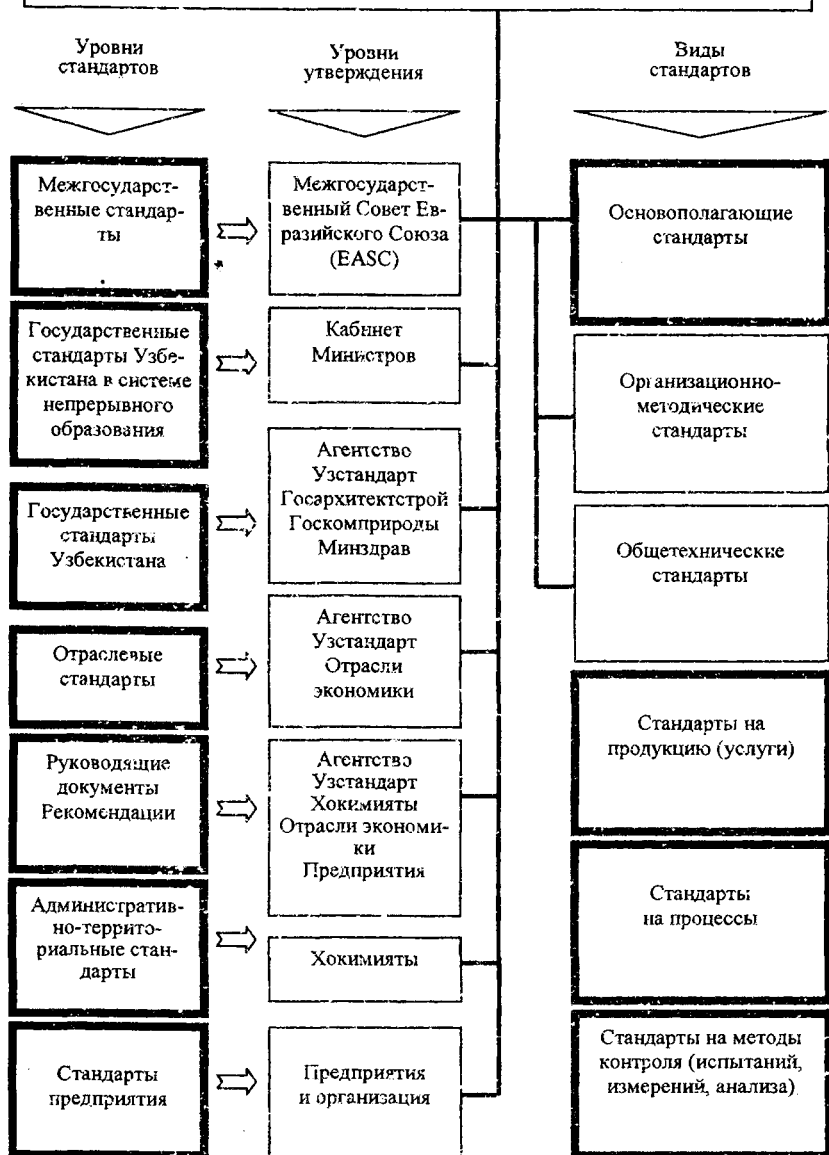 Уровни
стандартов
Уровни
утверждения
Виды
стандартов
Межгосударст-
венные стандар-
ты
Межгосударст-
венный Совет Ев-
разийского Союза
(EASC)
Основополагающие
стандарты
Государственные
стандарты Узбе-
кистана в системе
непрерывного
образования
Кабинет
Министров
Организационно-
методические
стандарты
Государственные
стандарты
Узбекистана
Агентство
Узстандарт
Госархитектстрой
Госкомприроды
Минздрав
Общетехнические
стандарты
Отраслевые
стандарты
Агентство
Узстандарт
Отрасли
экономики
Стандарты на
продукцию (услуги)
Руководящие
документы
Рекомендации
Агентство
Узстандарт
Хокимияты
Отрасли экономи-
ки
Предприятия
Стандарты
на процессы
Административ-
но-террито-
риальные стан-
дарты
Хокимияты
Стандарты
предприятия
Предприятия
и организация
Стандарты на методы
контроля (испытаний,
измерений, анализа)